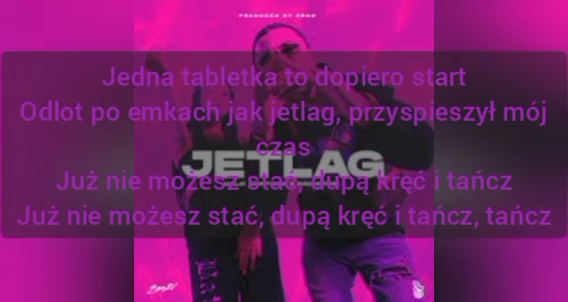 PRODUCED BY
Jedna tabletka to dopiero start
Odlot po emkach jak jetlag, przyspieszył mój
czas
JETLAG
Już nie możesz stać, dupą kręć i tańcz
Już nie możesz stać, dupą kręć i tańcz, tańcz